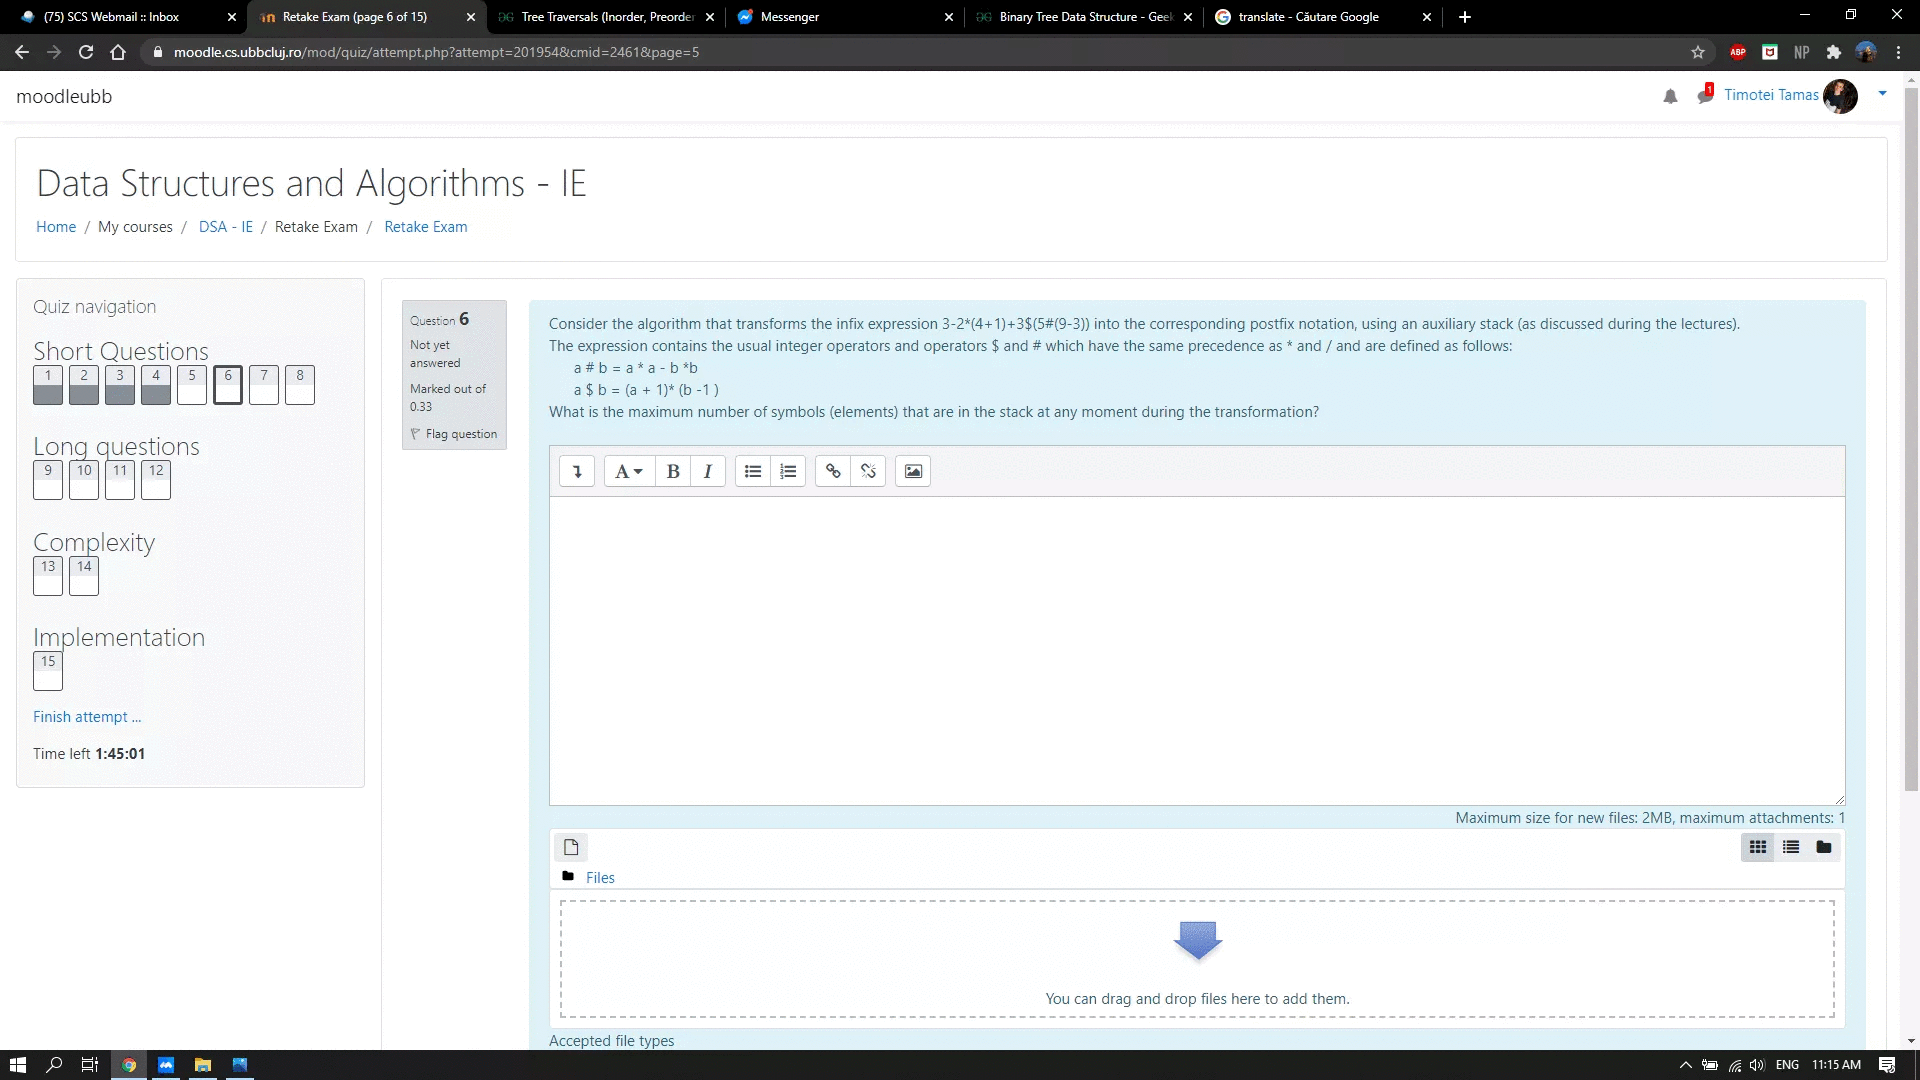 (75) SCS Webmail :: Inbox
Retake Exam (page 6 of 15)
Tree Traversals (Inorder, Preorder
Messenger
Binary Tree Data Structure - Geek
translate - Căutare Google
moodle.cs.ubbcluj.ro/mod/quiz/attempt.php?attempt=201954&cmid=2461&page=5
ABP
NP
moodleubb
1
Timotei Tamas
Data Structures and Algorithms - IE
Home / My courses / DSA - IE / Retake Exam / Retake Exam
Quiz navigation
Short Questions
1 2 3 4 5 6 7 8
Long questions
9 10 11 12
Complexity
13 14
Implementation
15
Finish attempt ...
Time left 1:45:01
Question 6
Not yet
answered
Marked out of
0.33
Flag question
Consider the algorithm that transforms the infix expression 3-2*(4+1)+3$(5#(9-3)) into the corresponding postfix notation, using an auxiliary stack (as discussed during the lectures).
The expression contains the usual integer operators and operators $ and # which have the same precedence as * and / and are defined as follows:
a # b = a * a - b *b
a $ b = (a + 1)* (b -1 )
What is the maximum number of symbols (elements) that are in the stack at any moment during the transformation?
A B I
Maximum size for new files: 2MB, maximum attachments: 1
Files
You can drag and drop files here to add them.
Accepted file types
ENG 11:15 AM